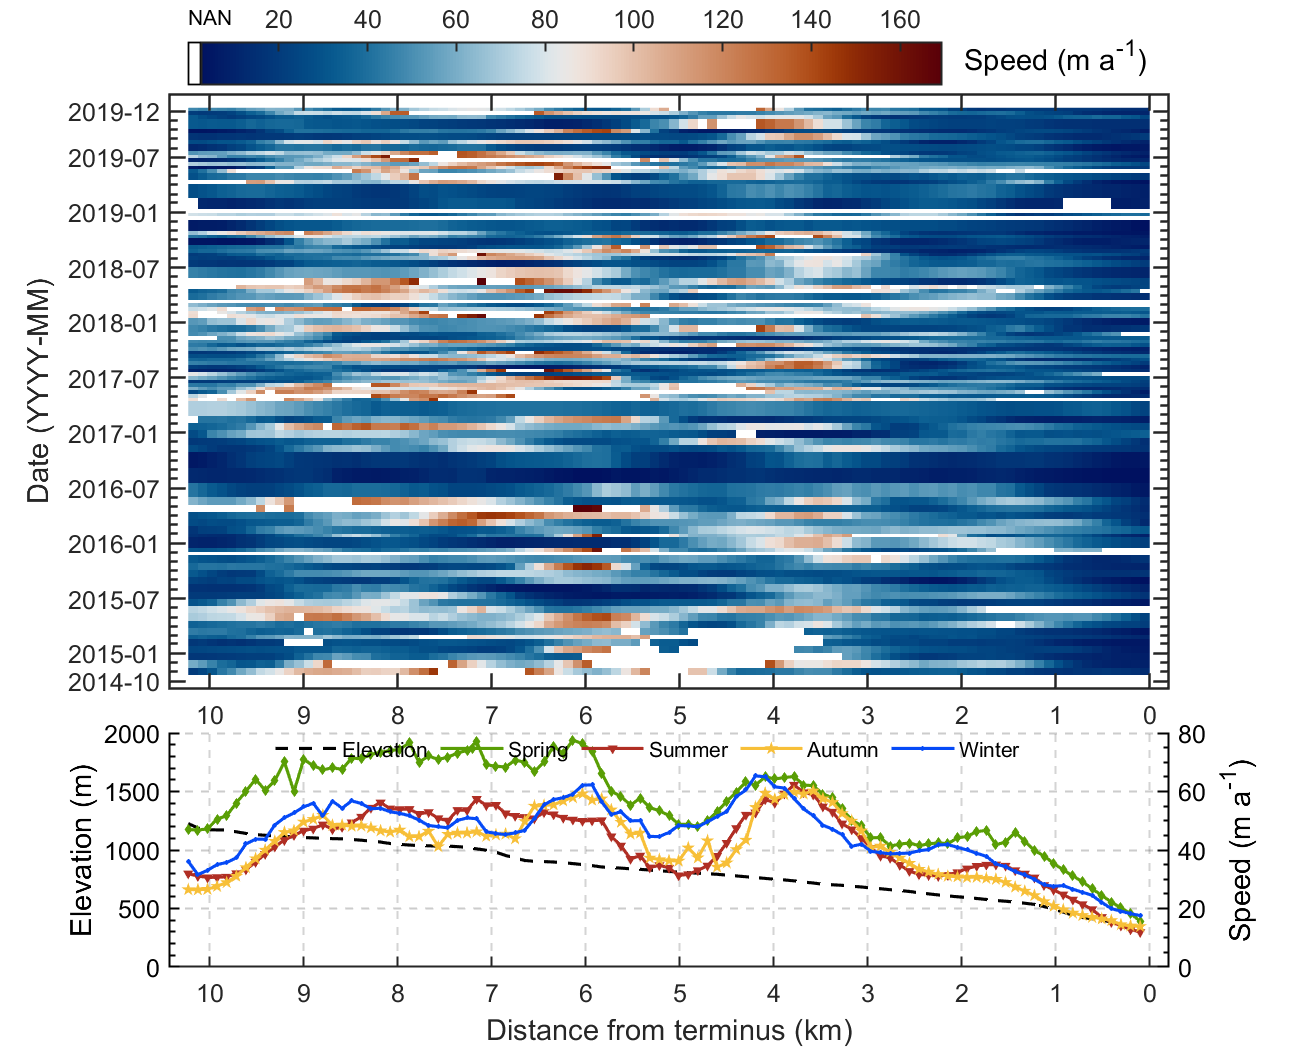 NAN 20 40 60 80 100 120 140 160
Speed (m a-1)
2019-12
2019-07
2019-01
2018-07
2018-01
2017-07
2017-01
2016-07
2016-01
2015-07
2015-01
2014-10
Date (YYYY-MM)
10 9 8 7 6 5 4 3 2 1 0
Elevation Spring Summer Autumn Winter
2000
1500
1000
500
0
Elevation (m)
80
60
40
20
0
Speed (m a-1)
10 9 8 7 6 5 4 3 2 1 0
Distance from terminus (km)